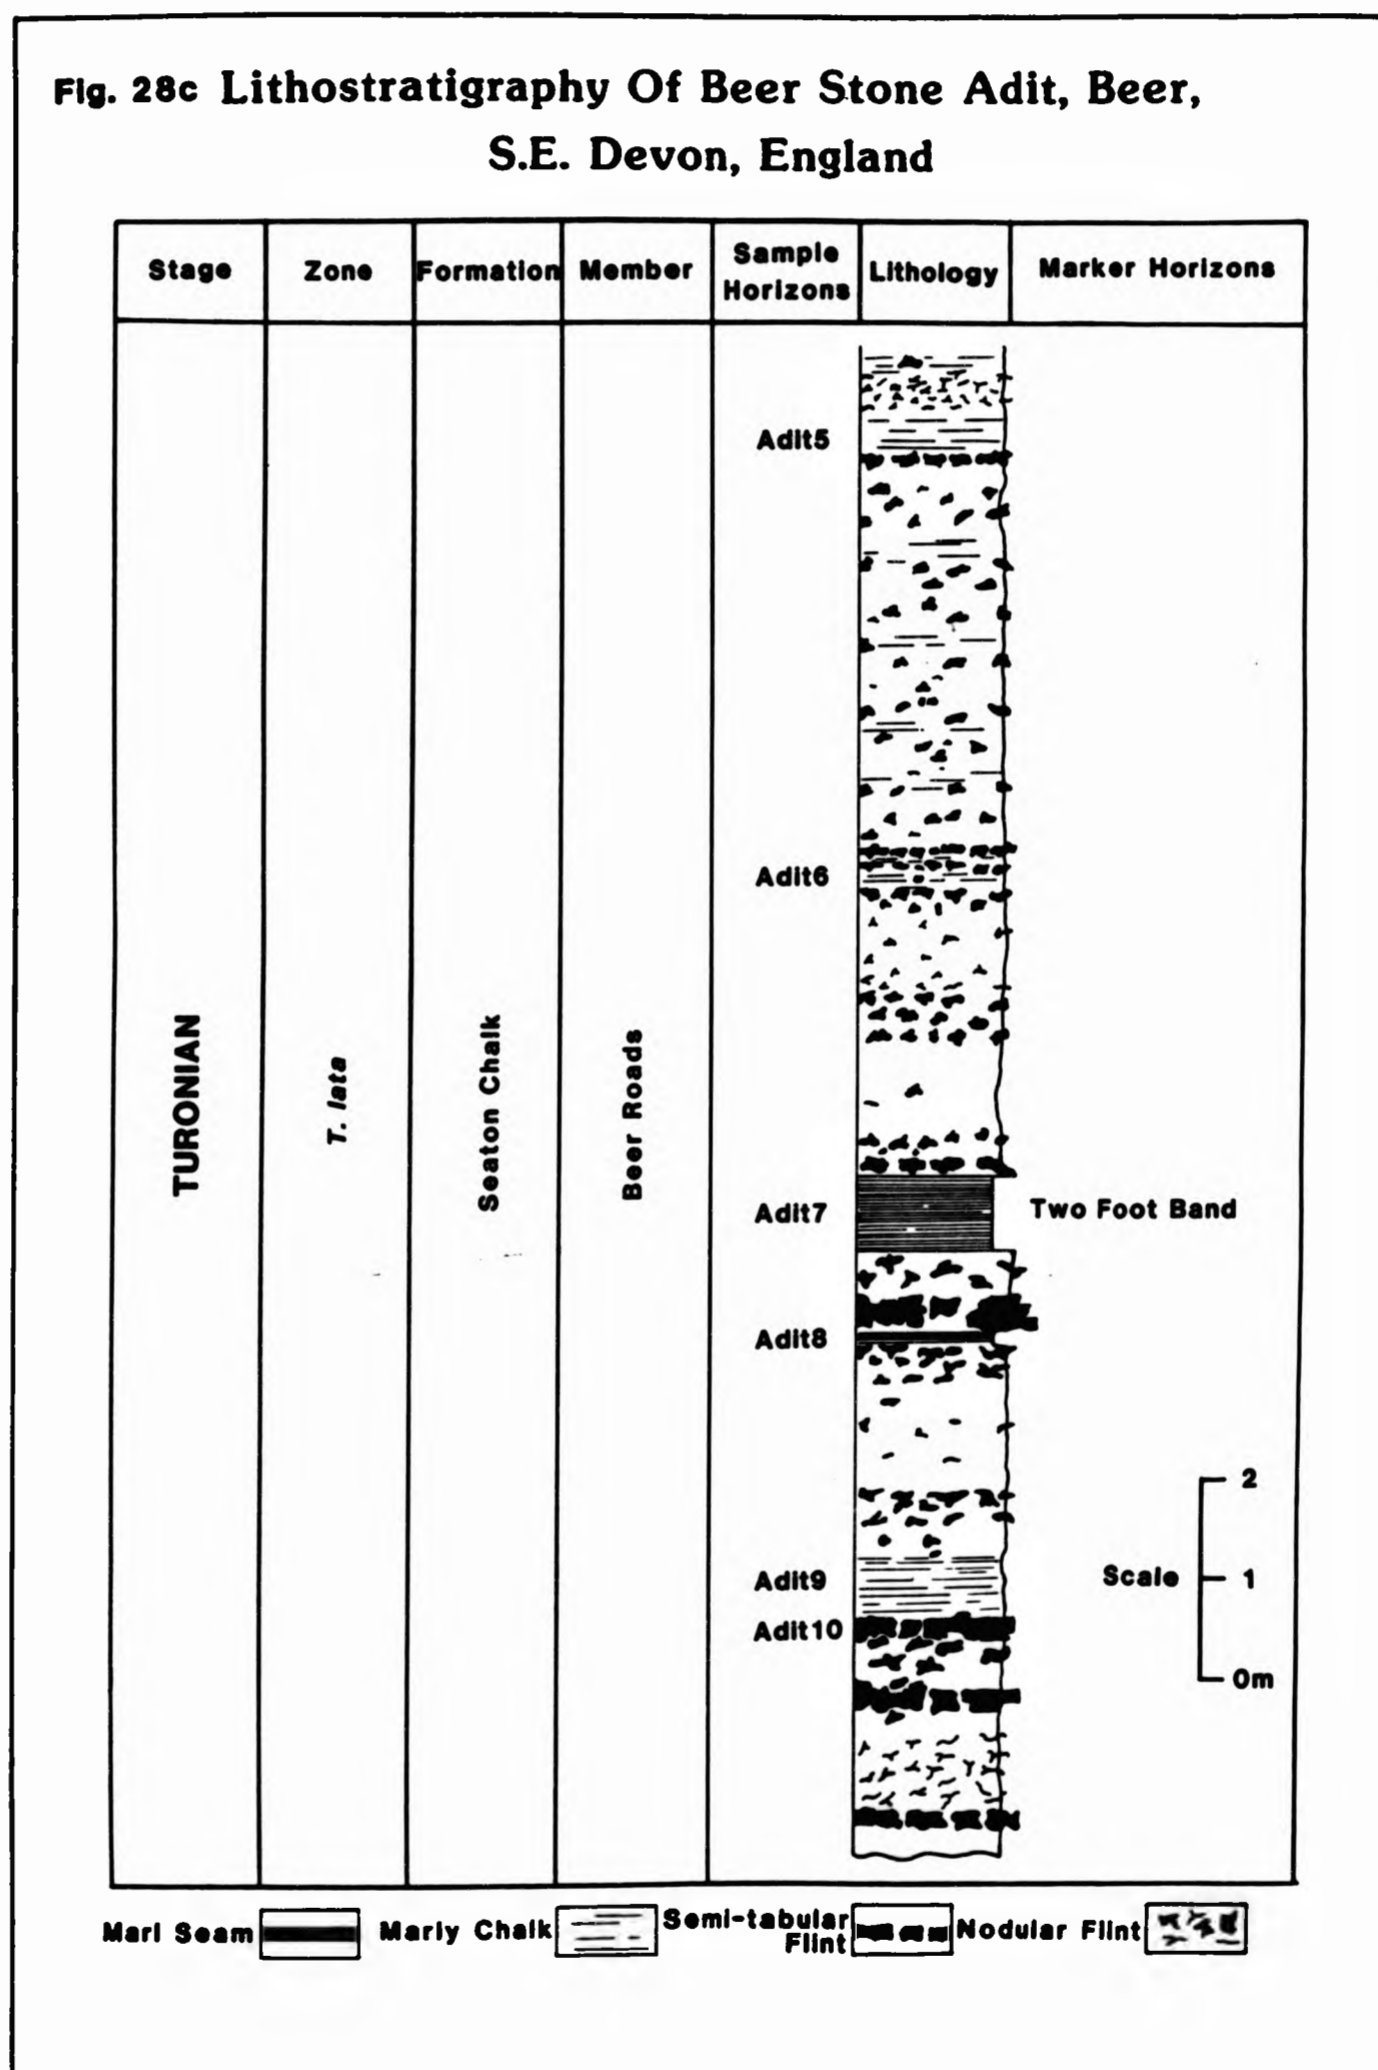 Fig. 28c Lithostratigraphy Of Beer Stone Adit, Beer,
S.E. Devon, England
Stage
Zone
Formation
Member
Sample
Horizons
Lithology
Marker Horizons
TURONIAN
T. lata
Seaton Chalk
Beer Roads
Adit5
Adit6
Adit7
Two Foot Band
Adit8
Adit9
Adit10
Scale
2
1
0m
Marl Seam
Marly Chalk
Semi-tabular
Flint
Nodular Flint